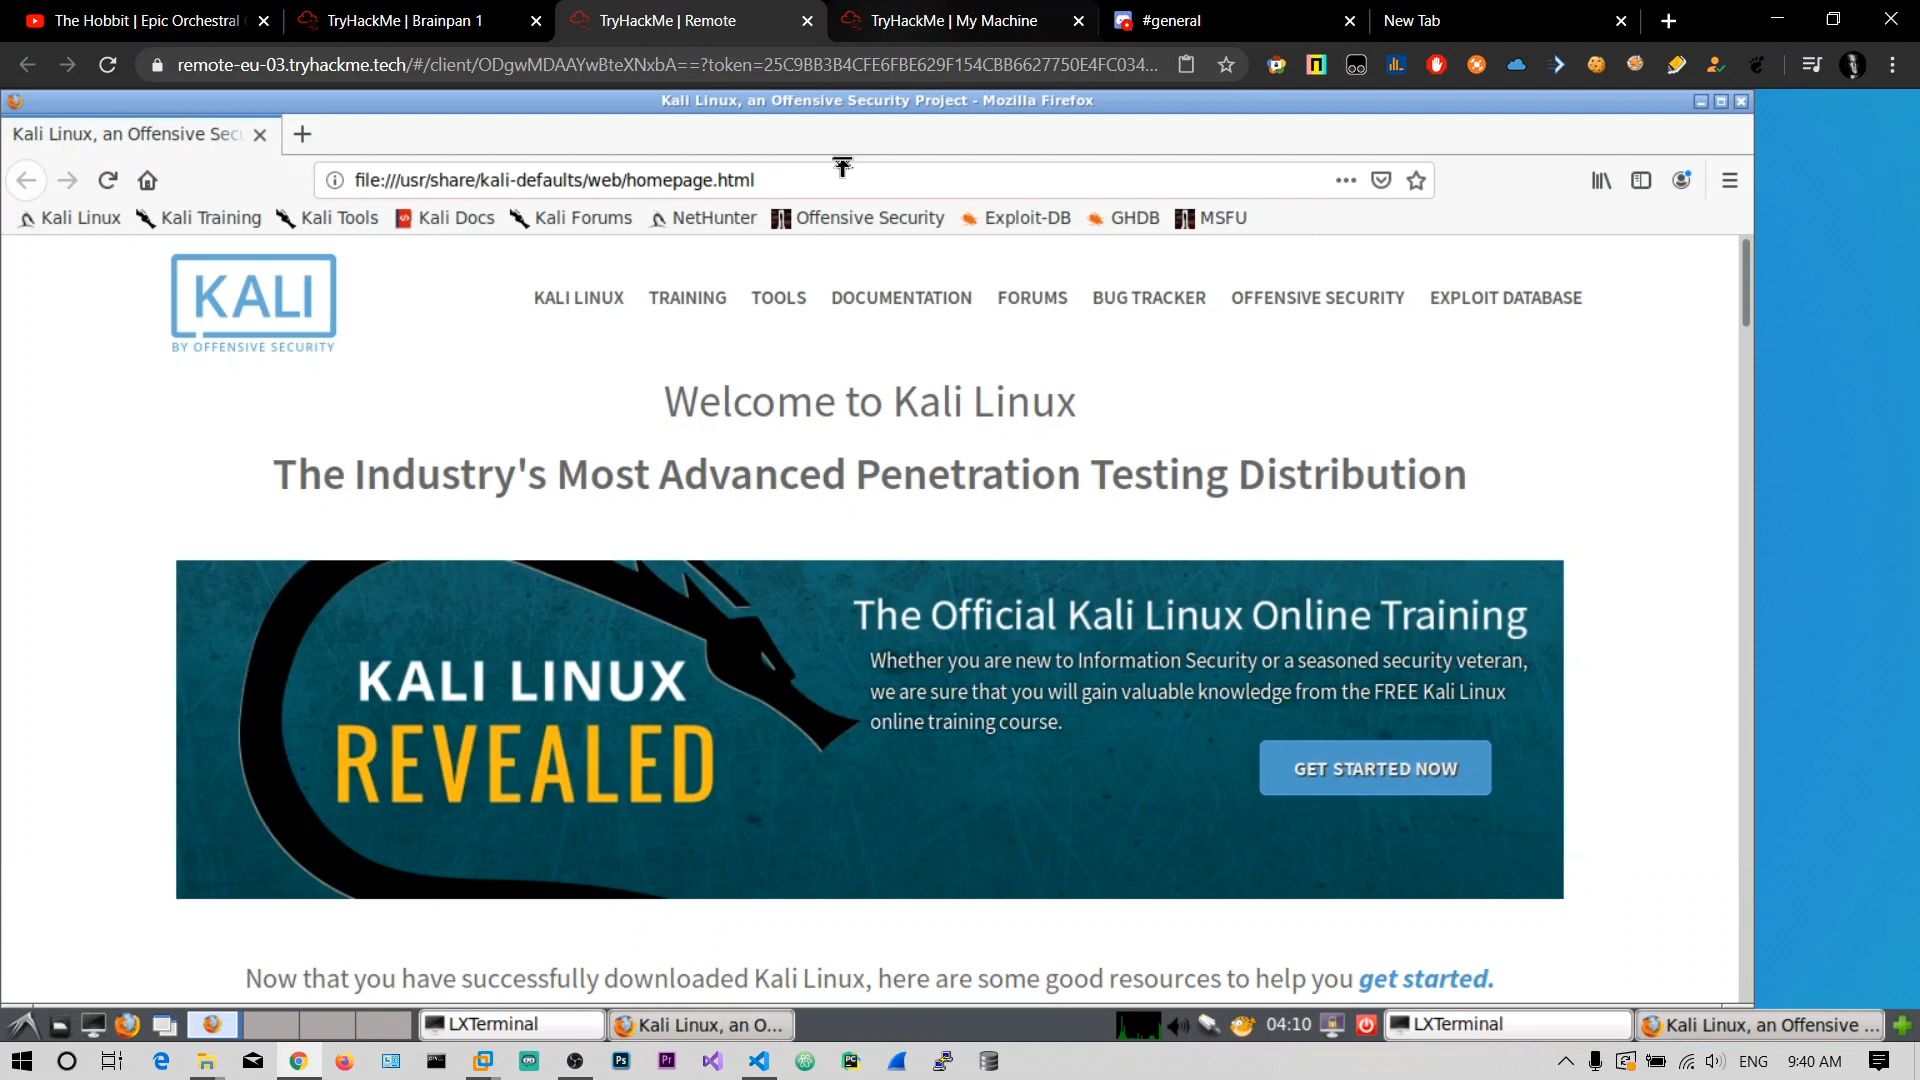 The Hobbit | Epic Orchestral
TryHackMe | Brainpan 1
TryHackMe | Remote
TryHackMe | My Machine
#general
New Tab
remote-eu-03.tryhackme.tech/#/client/ODgwMDAAYwBteXNxbA==?token=25C9BB3B4CFE6FBE629F154CBB6627750E4FC034...
Kali Linux, an Offensive Security Project - Mozilla Firefox
Kali Linux, an Offensive Sec
file:///usr/share/kali-defaults/web/homepage.html
Kali Linux
Kali Training
Kali Tools
Kali Docs
Kali Forums
NetHunter
Offensive Security
Exploit-DB
GHDB
MSFU
KALI
BY OFFENSIVE SECURITY
KALI LINUX
TRAINING
TOOLS
DOCUMENTATION
FORUMS
BUG TRACKER
OFFENSIVE SECURITY
EXPLOIT DATABASE
Welcome to Kali Linux
The Industry's Most Advanced Penetration Testing Distribution
KALI LINUX
REVEALED
The Official Kali Linux Online Training
Whether you are new to Information Security or a seasoned security veteran,
we are sure that you will gain valuable knowledge from the FREE Kali Linux
online training course.
GET STARTED NOW
Now that you have successfully downloaded Kali Linux, here are some good resources to help you get started.
LXTerminal
Kali Linux, an O...
04:10
LXTerminal
Kali Linux, an Offensive ...
ENG
9:40 AM